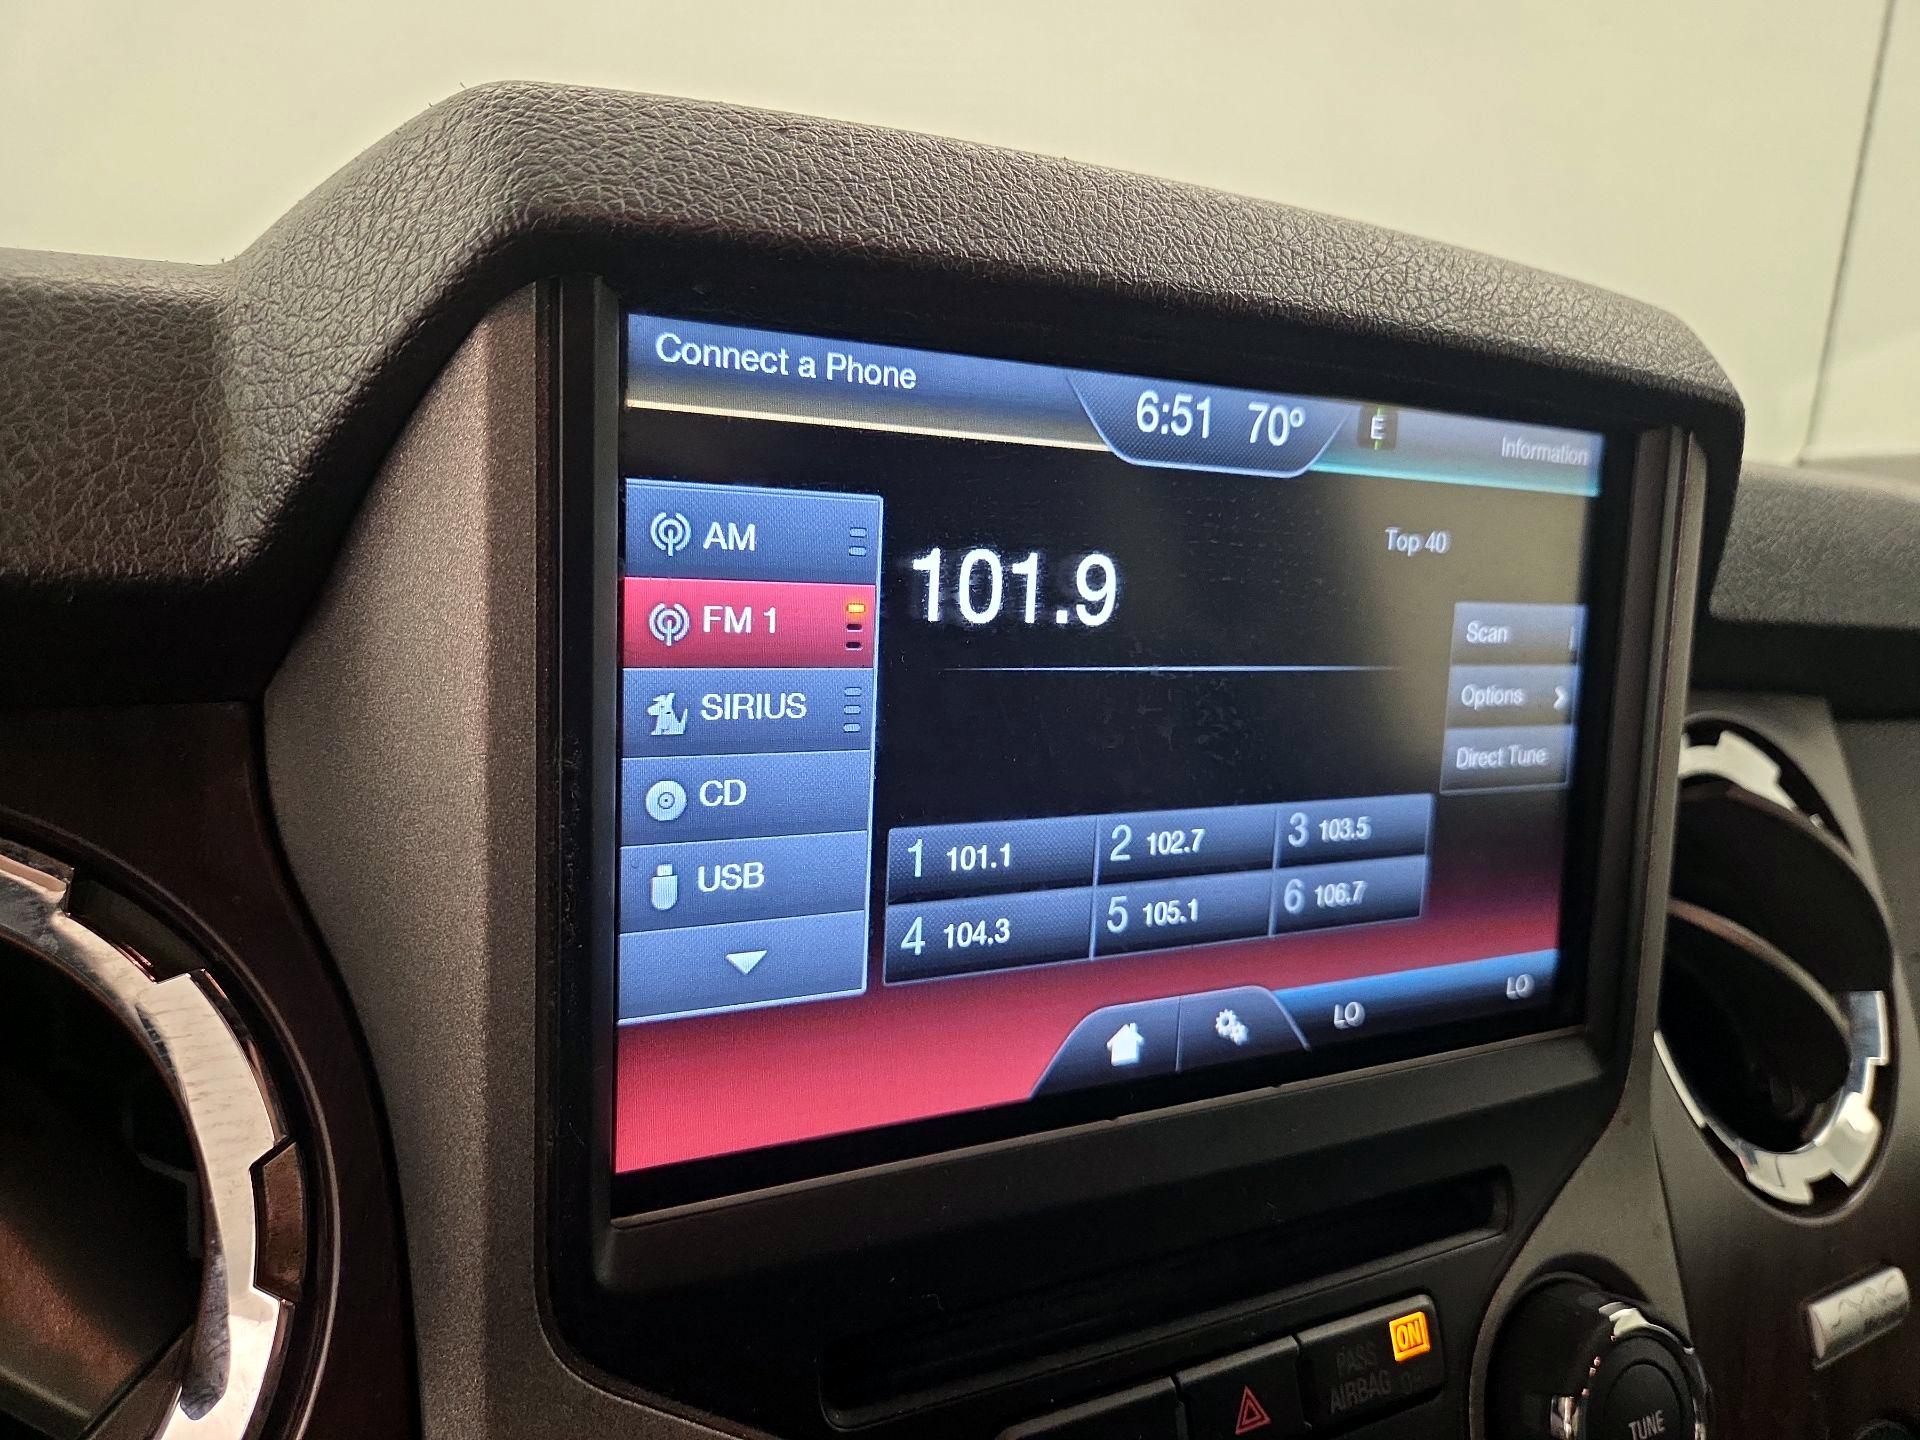 Connect a Phone
6:51 70°
E
Information
AM
FM 1
SIRIUS
CD
USB
101.9
Top 40
Scan
Options
Direct Tune
1 101.1
2 102.7
3 103.5
4 104.3
5 105.1
6 106.7
LO
LO
ON
PASS
AIRBAG
TUNE